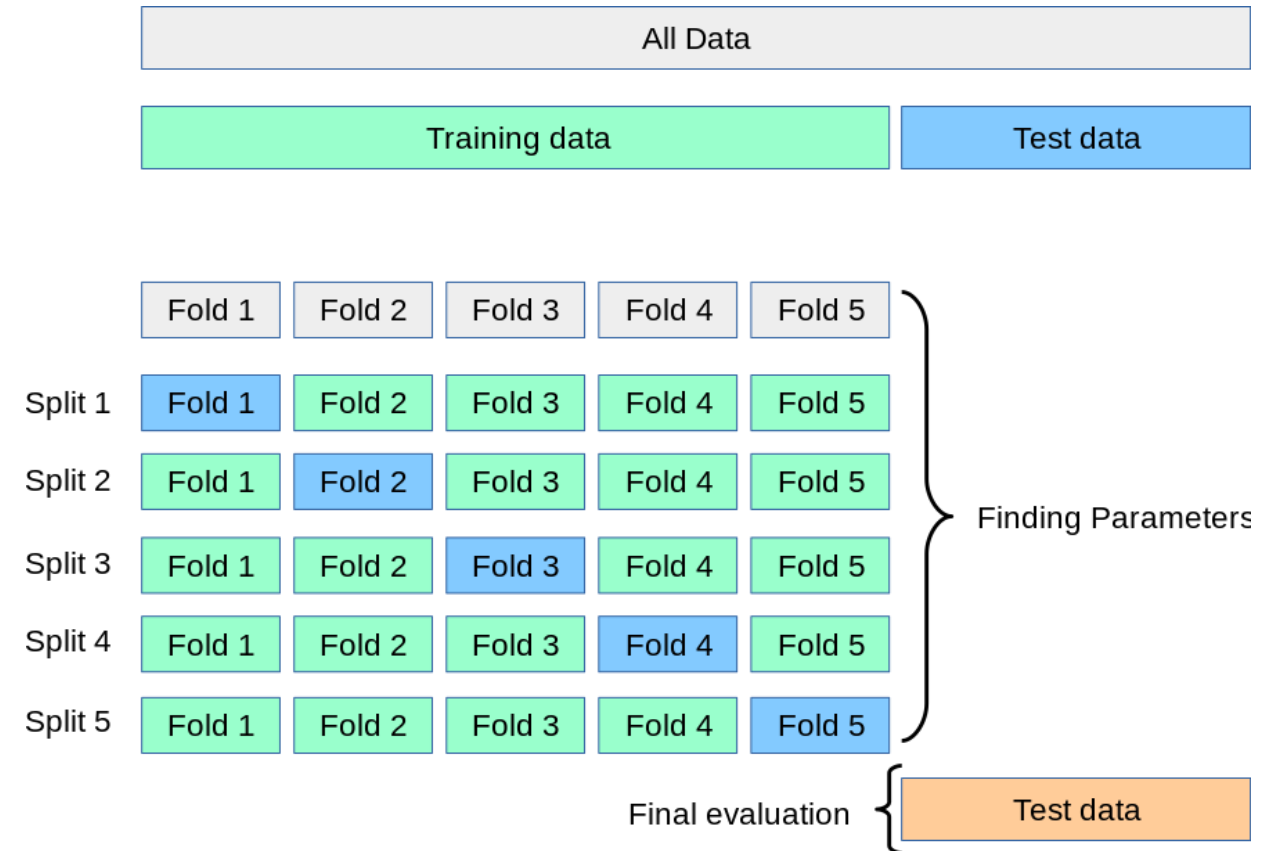 All Data
Training data Test data
Fold 1 Fold 2 Fold 3 Fold 4 Fold 5
Split 1 Fold 1 Fold 2 Fold 3 Fold 4 Fold 5
Split 2 Fold 1 Fold 2 Fold 3 Fold 4 Fold 5
Finding Parameters
Split 3 Fold 1 Fold 2 Fold 3 Fold 4 Fold 5
Split 4 Fold 1 Fold 2 Fold 3 Fold 4 Fold 5
Split 5 Fold 1 Fold 2 Fold 3 Fold 4 Fold 5
Final evaluation Test data